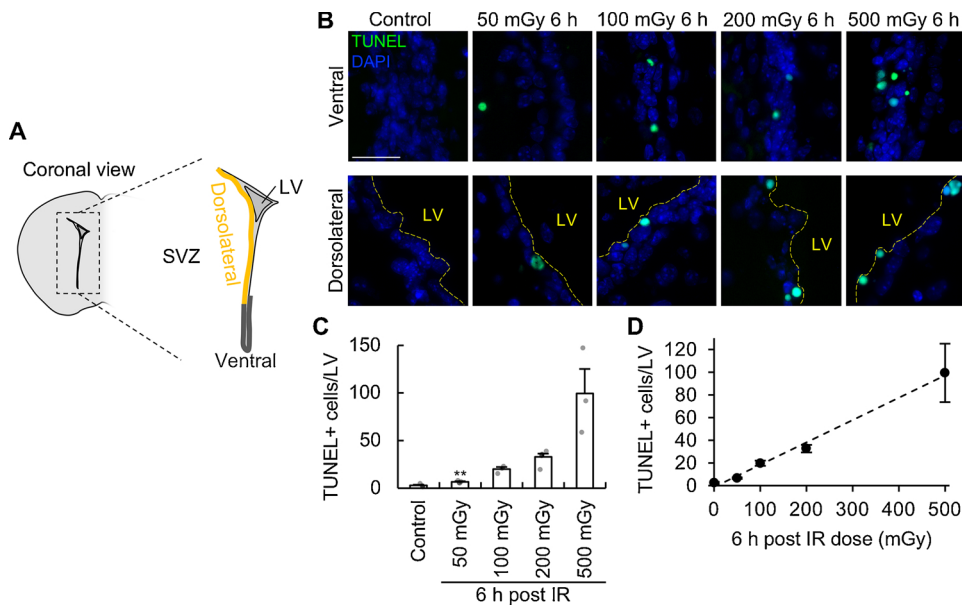 A
Coronal view
LV
Dorsolateral
SVZ
Ventral
B
Control
50 mGy 6 h
100 mGy 6 h
200 mGy 6 h
500 mGy 6 h
TUNEL
DAPI
Ventral
Dorsolateral
LV
LV
LV
LV
LV
C
TUNEL+ cells/LV
150
100
50
0
**
Control
50 mGy
100 mGy
200 mGy
500 mGy
6 h post IR
D
TUNEL+ cells/LV
120
100
80
60
40
20
0
0
100
200
300
400
500
6 h post IR dose (mGy)